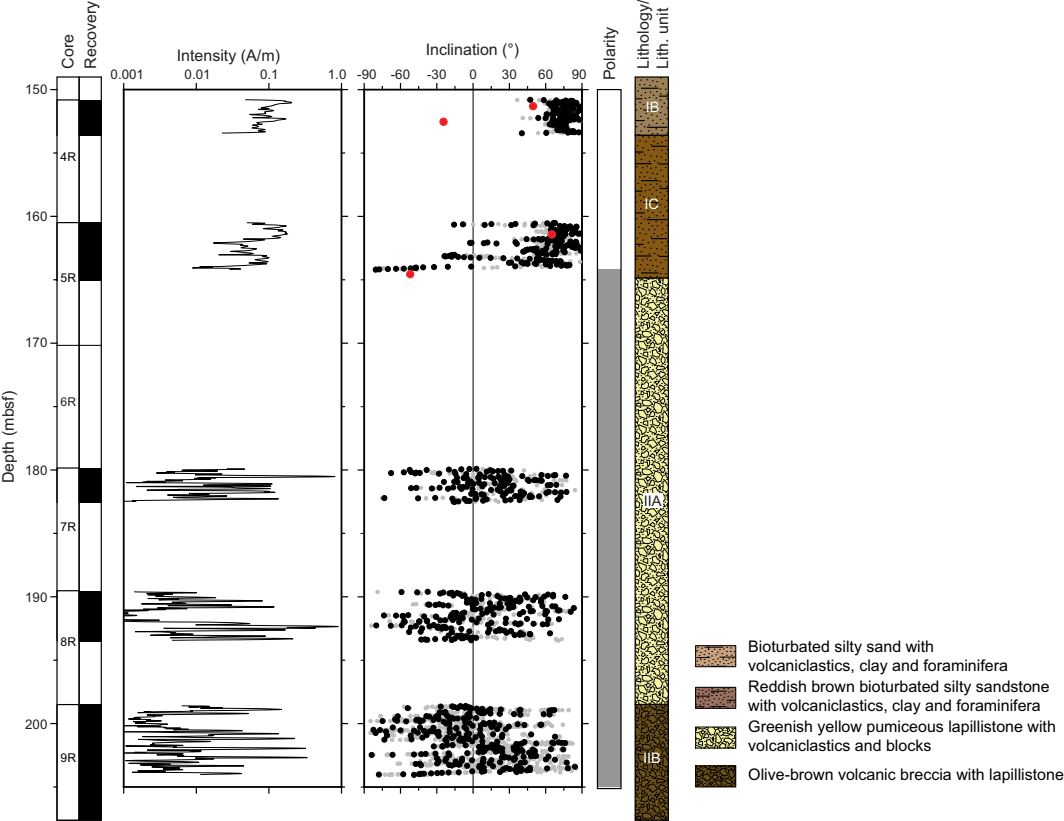 Core
Recovery
Intensity (A/m)
0.001 0.01 0.1 1.0
Inclination (°)
-90 -60 -30 0 30 60 90
Polarity
Lithology/
Lith. unit
Depth (mbsf)
150
160
170
180
190
200
4R
5R
6R
7R
8R
9R
IB
IC
IIA
IIB
Bioturbated silty sand with
volcaniclastics, clay and foraminifera
Reddish brown bioturbated silty sandstone
with volcaniclastics, clay and foraminifera
Greenish yellow pumiceous lapillistone with
volcaniclastics and blocks
Olive-brown volcanic breccia with lapillistone